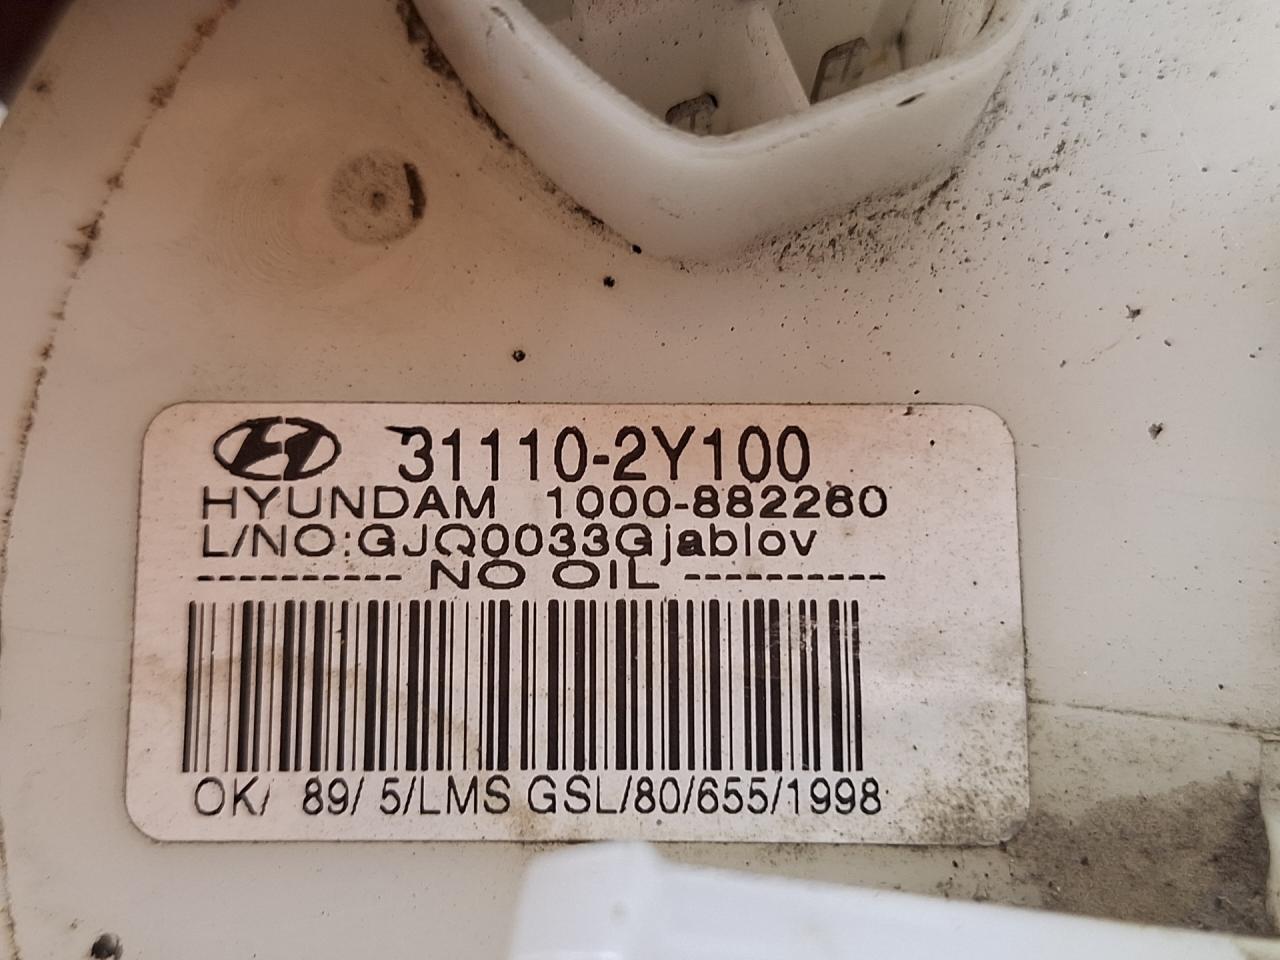 31110-2Y100
HYUNDAM 1000-882260
L/NO:GJQ0033Gjablov
---------- NO OIL ----------
OK/ 89/ 5/LMS GSL/80/655/1998